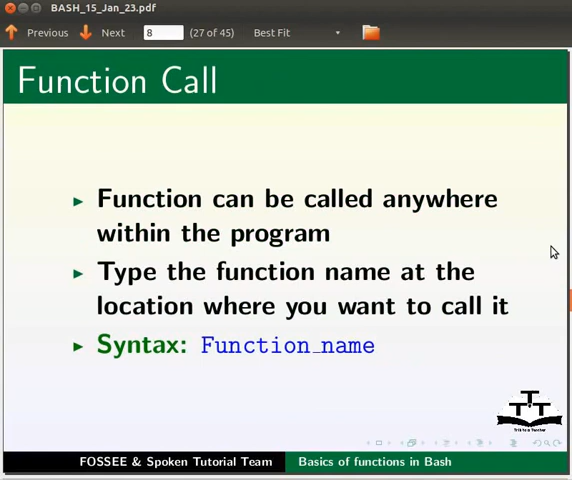 BASH_15_Jan_23.pdf
Previous Next 8 (27 of 45) Best Fit
Function Call
Function can be called anywhere
within the program
Type the function name at the
location where you want to call it
Syntax: Function_name
TTT
FOSSEE & Spoken Tutorial Team Basics of functions in Bash